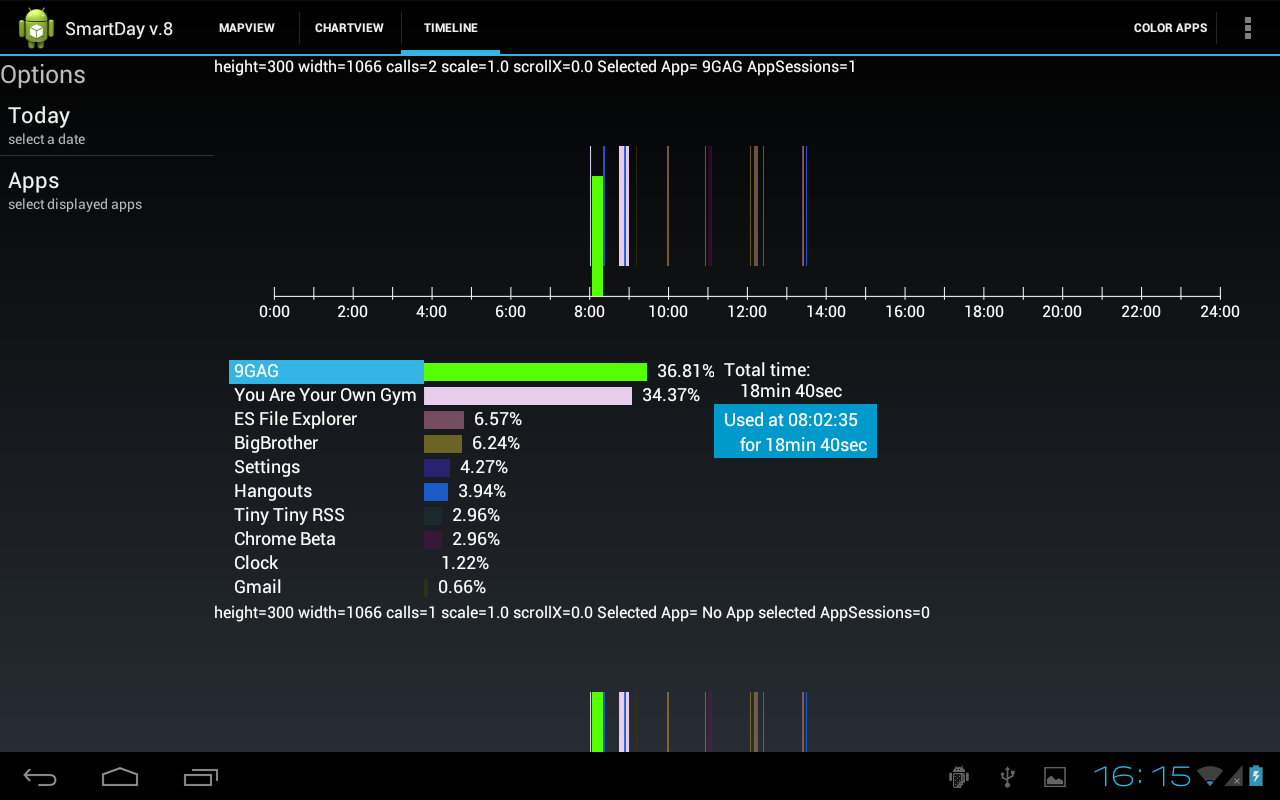 SmartDay v.8
MAPVIEW
CHARTVIEW
TIMELINE
COLOR APPS
Options
Today
select a date
Apps
select displayed apps
height=300 width=1066 calls=2 scale=1.0 scrollX=0.0 Selected App= 9GAG AppSessions=1
0:00 2:00 4:00 6:00 8:00 10:00 12:00 14:00 16:00 18:00 20:00 22:00 24:00
9GAG 36.81%
You Are Your Own Gym 34.37%
ES File Explorer 6.57%
BigBrother 6.24%
Settings 4.27%
Hangouts 3.94%
Tiny Tiny RSS 2.96%
Chrome Beta 2.96%
Clock 1.22%
Gmail 0.66%
Total time:
18min 40sec
Used at 08:02:35
for 18min 40sec
height=300 width=1066 calls=1 scale=1.0 scrollX=0.0 Selected App= No App selected AppSessions=0
16:15